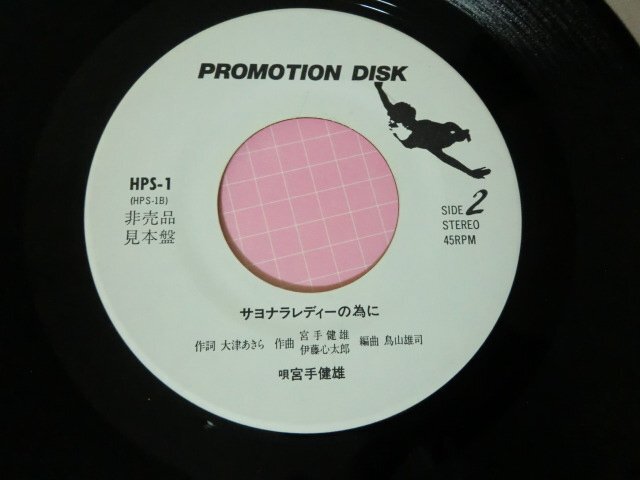 PROMOTION DISK
HPS-1
(HPS-1B)
非売品
見本盤
SIDE 2
STEREO
45RPM
サヨナラレディーの為に
作詞 大津あきら 作曲 宮手健雄 伊藤心太郎 編曲 鳥山雄司
唄宮手健雄